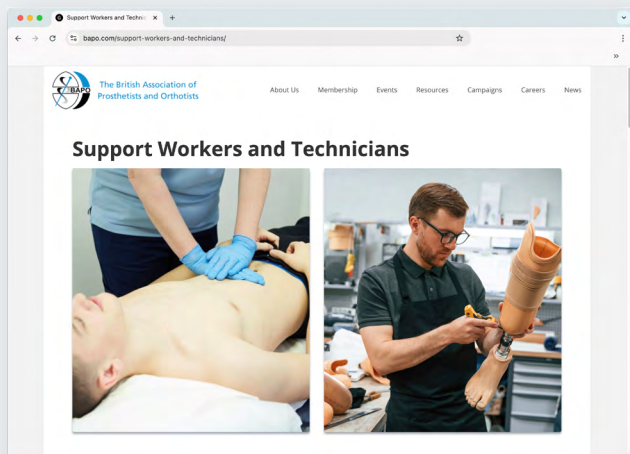 Support Workers and Technic
bapo.com/support-workers-and-technicians/
BAPO
The British Association of
Prosthetists and Orthotists
About Us Membership Events Resources Campaigns Careers News
Support Workers and Technicians